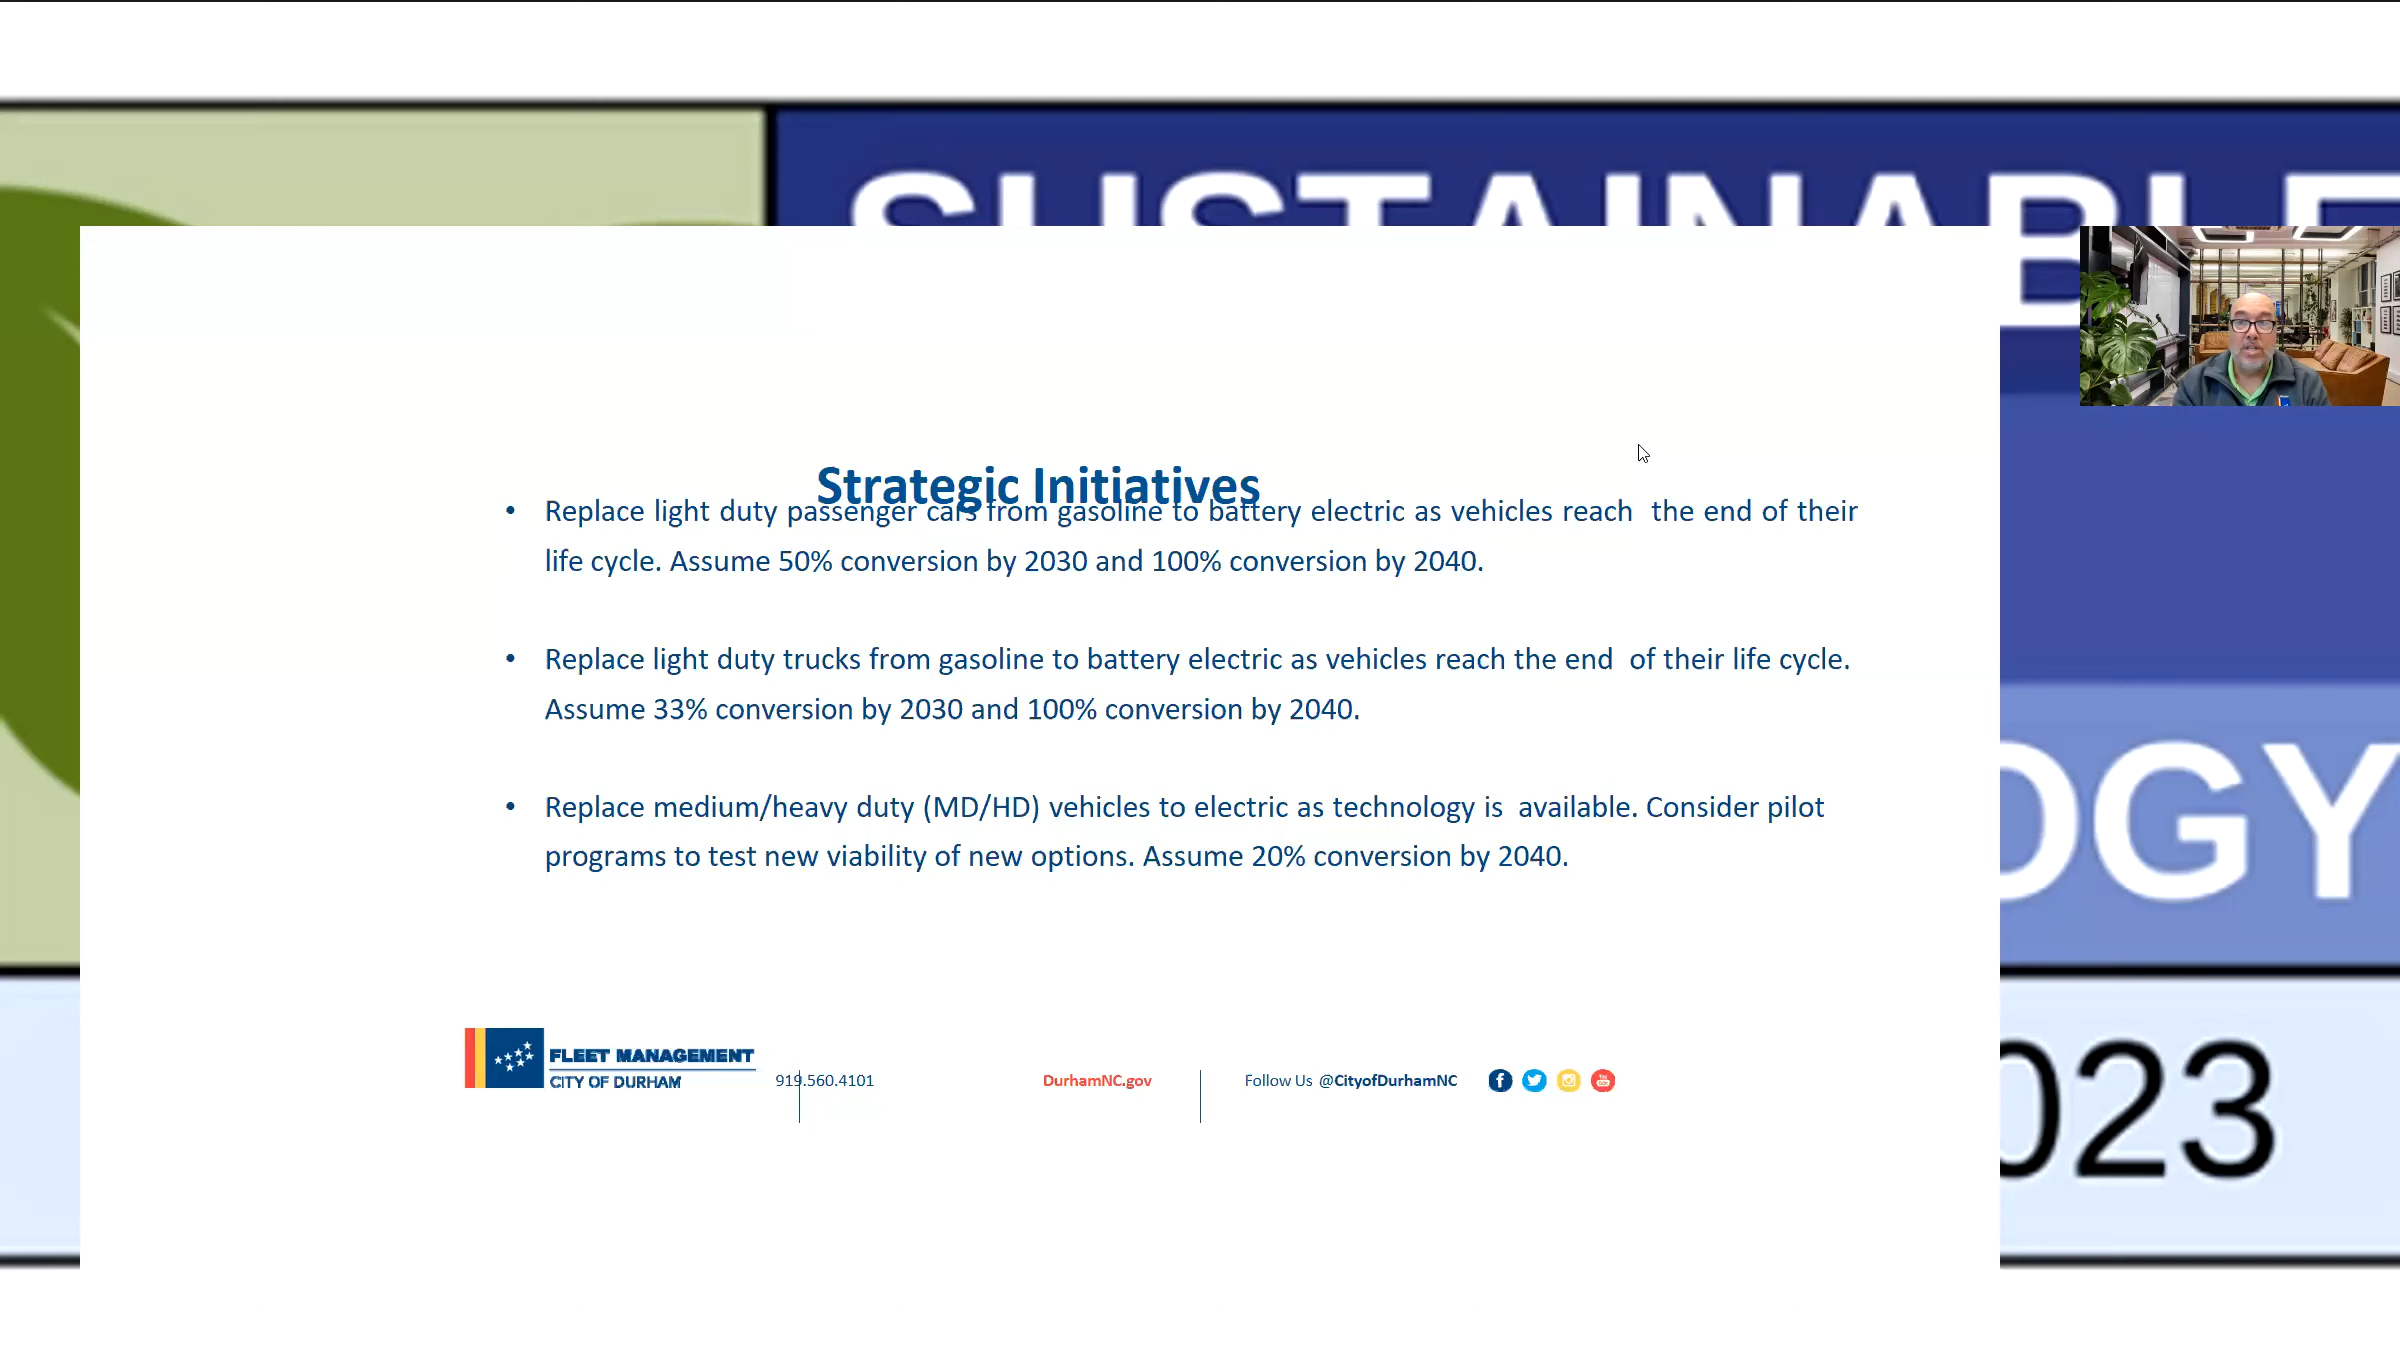 SUSTAINABLE
Strategic Initiatives
• Replace light duty passenger cars from gasoline to battery electric as vehicles reach the end of their
life cycle. Assume 50% conversion by 2030 and 100% conversion by 2040.
• Replace light duty trucks from gasoline to battery electric as vehicles reach the end of their life cycle.
Assume 33% conversion by 2030 and 100% conversion by 2040.
• Replace medium/heavy duty (MD/HD) vehicles to electric as technology is available. Consider pilot
programs to test new viability of new options. Assume 20% conversion by 2040.
OGY
023
FLEET MANAGEMENT
CITY OF DURHAM
919.560.4101
DurhamNC.gov
Follow Us @CityofDurhamNC